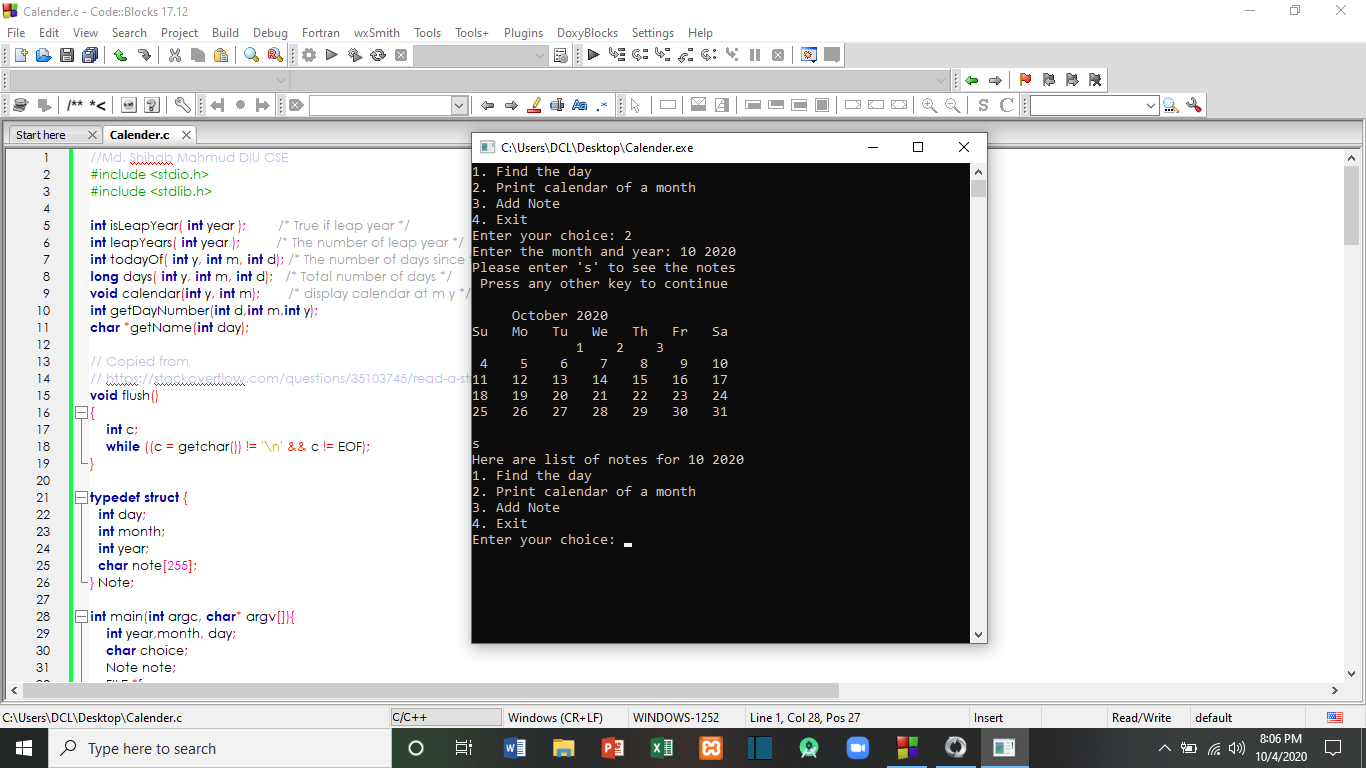 Calender.c - Code::Blocks 17.12
File Edit View Search Project Build Debug Fortran wxSmith Tools Tools+ Plugins DoxyBlocks Settings Help
/** *<
S C
Start here
Calender.c
1 //Md. Shihab Mahmud DIU CSE
2 #include <stdio.h>
3 #include <stdlib.h>
4
5 int isLeapYear( int year ); /* True if leap year */
6 int leapYears( int year ); /* The number of leap year */
7 int todayOf( int y, int m, int d); /* The number of days since
8 long days( int y, int m, int d); /* Total number of days */
9 void calendar(int y, int m); /* display calendar at m y */
10 int getDayNumber(int d,int m,int y);
11 char *getName(int day);
12
13 // Copied from
14 // https://stackoverflow.com/questions/35103745/read-a-st
15 void flush()
16 {
17 int c;
18 while ((c = getchar()) != '\n' && c != EOF);
19 }
20
21 typedef struct {
22 int day;
23 int month;
24 int year;
25 char note[255];
26 } Note;
27
28 int main(int argc, char* argv[]){
29 int year,month, day;
30 char choice;
31 Note note;
C:\Users\DCL\Desktop\Calender.exe
1. Find the day
2. Print calendar of a month
3. Add Note
4. Exit
Enter your choice: 2
Enter the month and year: 10 2020
Please enter 's' to see the notes
Press any other key to continue
October 2020
Su Mo Tu We Th Fr Sa
1 2 3
4 5 6 7 8 9 10
11 12 13 14 15 16 17
18 19 20 21 22 23 24
25 26 27 28 29 30 31
s
Here are list of notes for 10 2020
1. Find the day
2. Print calendar of a month
3. Add Note
4. Exit
Enter your choice:
C:\Users\DCL\Desktop\Calender.c C/C++ Windows (CR+LF) WINDOWS-1252 Line 1, Col 28, Pos 27 Insert Read/Write default
Type here to search
8:06 PM
10/4/2020